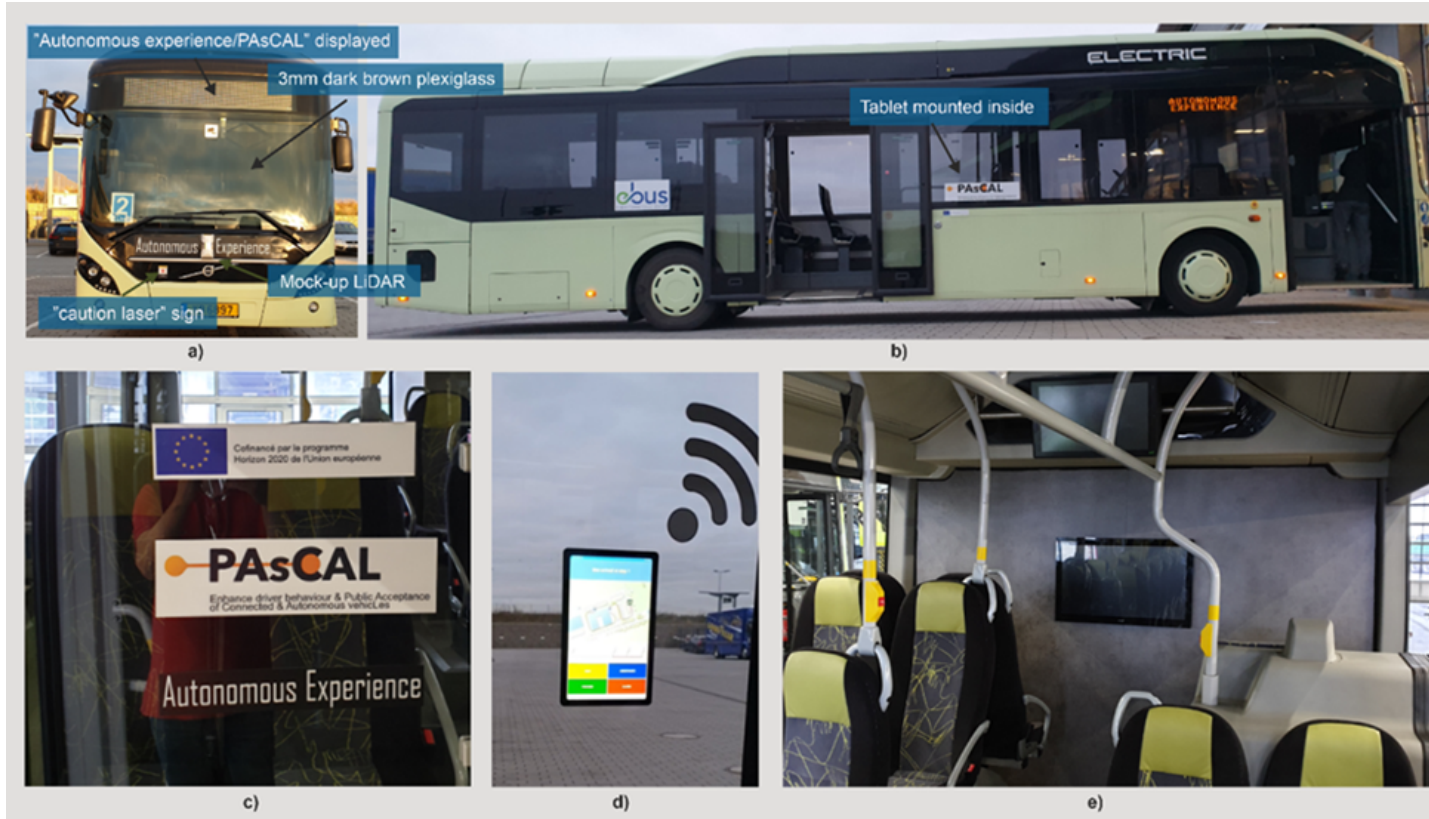 "Autonomous experience/PAsCAL" displayed
3mm dark brown plexiglass
2
Autonomous Experience
Mock-up LiDAR
"caution laser" sign
a)
ELECTRIC
Tablet mounted inside
AUTONOMOUS
EXPERIENCE
ebus
PAsCAL
b)
Cofinancé par le programme
Horizon 2020 de l'Union européenne
PAsCAL
Enhance driver behaviour & Public Acceptance
of Connected & Autonomous vehicLes
Autonomous Experience
c)
d)
e)